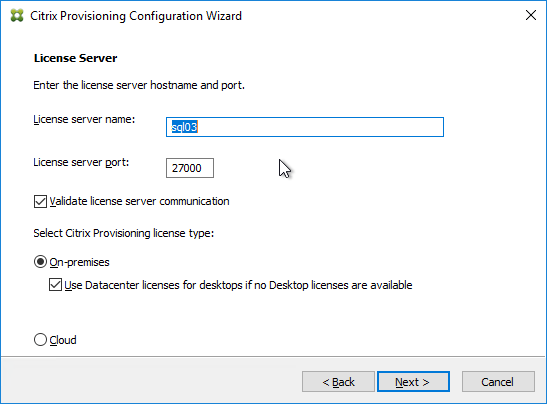 Citrix Provisioning Configuration Wizard
License Server
Enter the license server hostname and port.
License server name: sql03
License server port: 27000
Validate license server communication
Select Citrix Provisioning license type:
On-premises
Use Datacenter licenses for desktops if no Desktop licenses are available
Cloud
< Back Next > Cancel